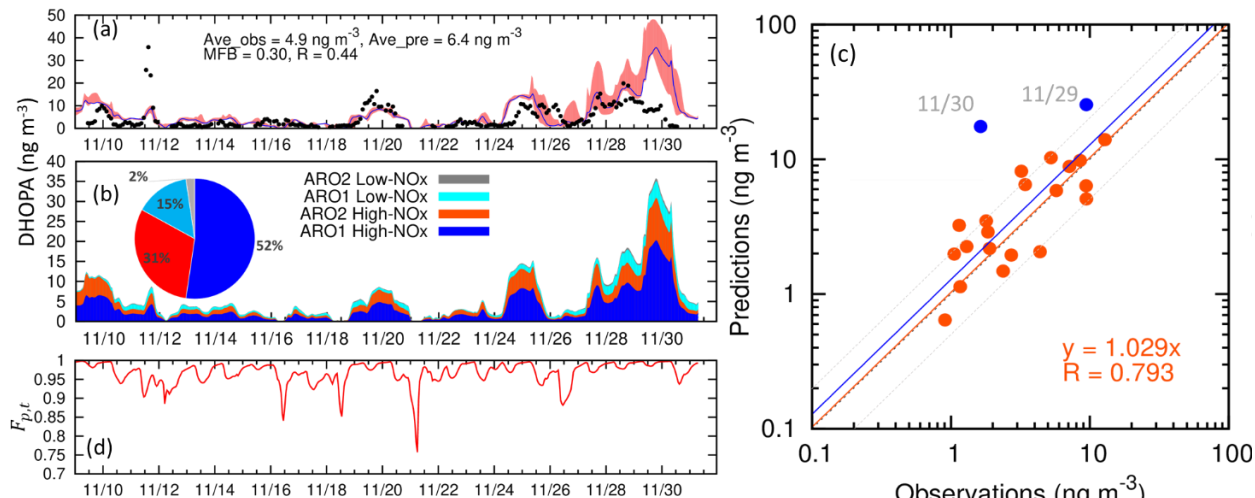 (a)
Ave_obs = 4.9 ng m-3, Ave_pre = 6.4 ng m-3
MFB = 0.30, R = 0.44
50
40
30
20
10
0
11/10 11/12 11/14 11/16 11/18 11/20 11/22 11/24 11/26 11/28 11/30
DHOPA (ng m-3)
(b)
40
35
30
25
20
15
10
5
0
2%
15%
31%
52%
ARO2 Low-NOx
ARO1 Low-NOx
ARO2 High-NOx
ARO1 High-NOx
11/10 11/12 11/14 11/16 11/18 11/20 11/22 11/24 11/26 11/28 11/30
Fp,t
1
0.95
0.9
0.85
0.8
0.75
0.7
(d)
11/10 11/12 11/14 11/16 11/18 11/20 11/22 11/24 11/26 11/28 11/30
(c)
Predictions (ng m-3)
100
10
1
0.1
11/30
11/29
y = 1.029x
R = 0.793
0.1 1 10 100
Observations (ng m-3)